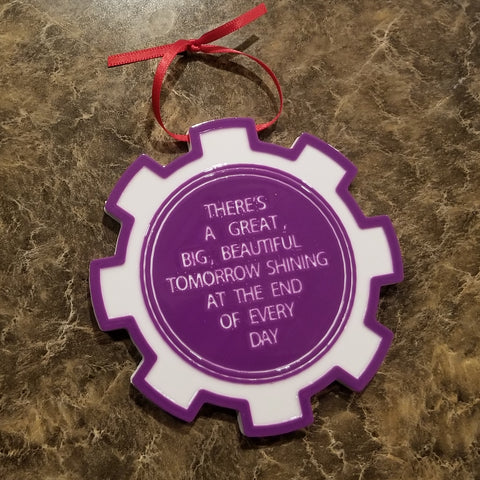 THERE'S
A GREAT,
BIG, BEAUTIFUL
TOMORROW SHINING
AT THE END
OF EVERY
DAY